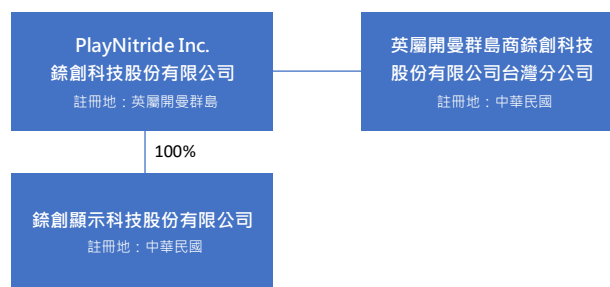 PlayNitride Inc.
錼創科技股份有限公司
註冊地：英屬開曼群島
英屬開曼群島商錼創科技
股份有限公司台灣分公司
註冊地：中華民國
100%
錼創顯示科技股份有限公司
註冊地：中華民國